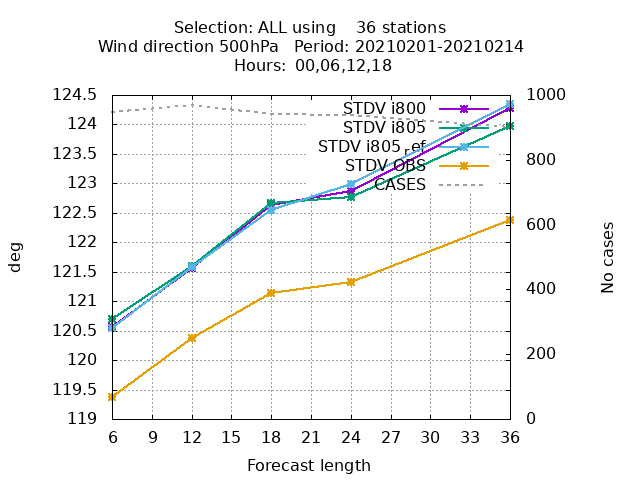 Selection: ALL using    36 stations
Wind direction 500hPa   Period: 20210201-20210214
Hours: 00,06,12,18
124.5
124
123.5
123
122.5
122
121.5
121
120.5
120
119.5
119
1000
800
600
400
200
0
STDV i800
STDV i805
STDV i805_ref
STDV OBS
CASES
deg
No cases
6 9 12 15 18 21 24 27 30 33 36
Forecast length